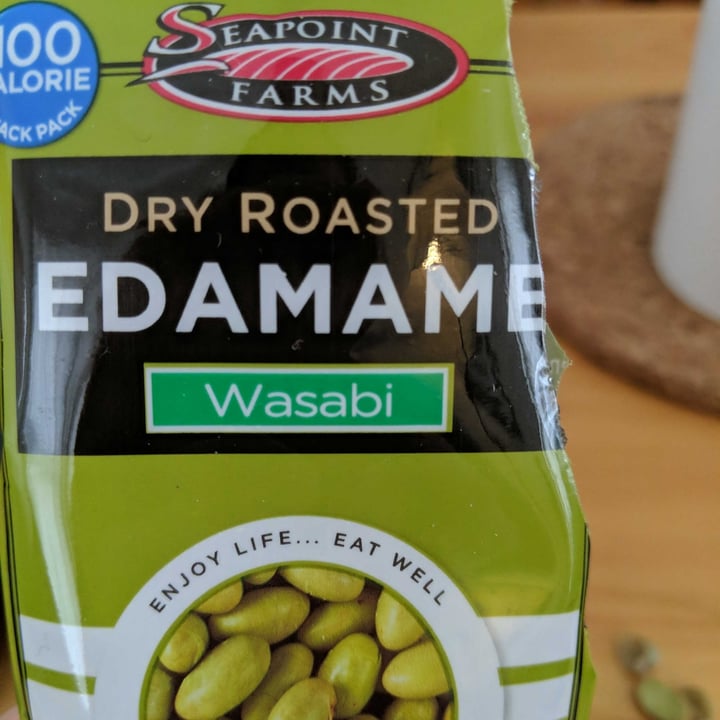 100
ALORIE
ACK PACK
SEAPOINT
FARMS
DRY ROASTED
EDAMAME
Wasabi
ENJOY LIFE... EAT WELL